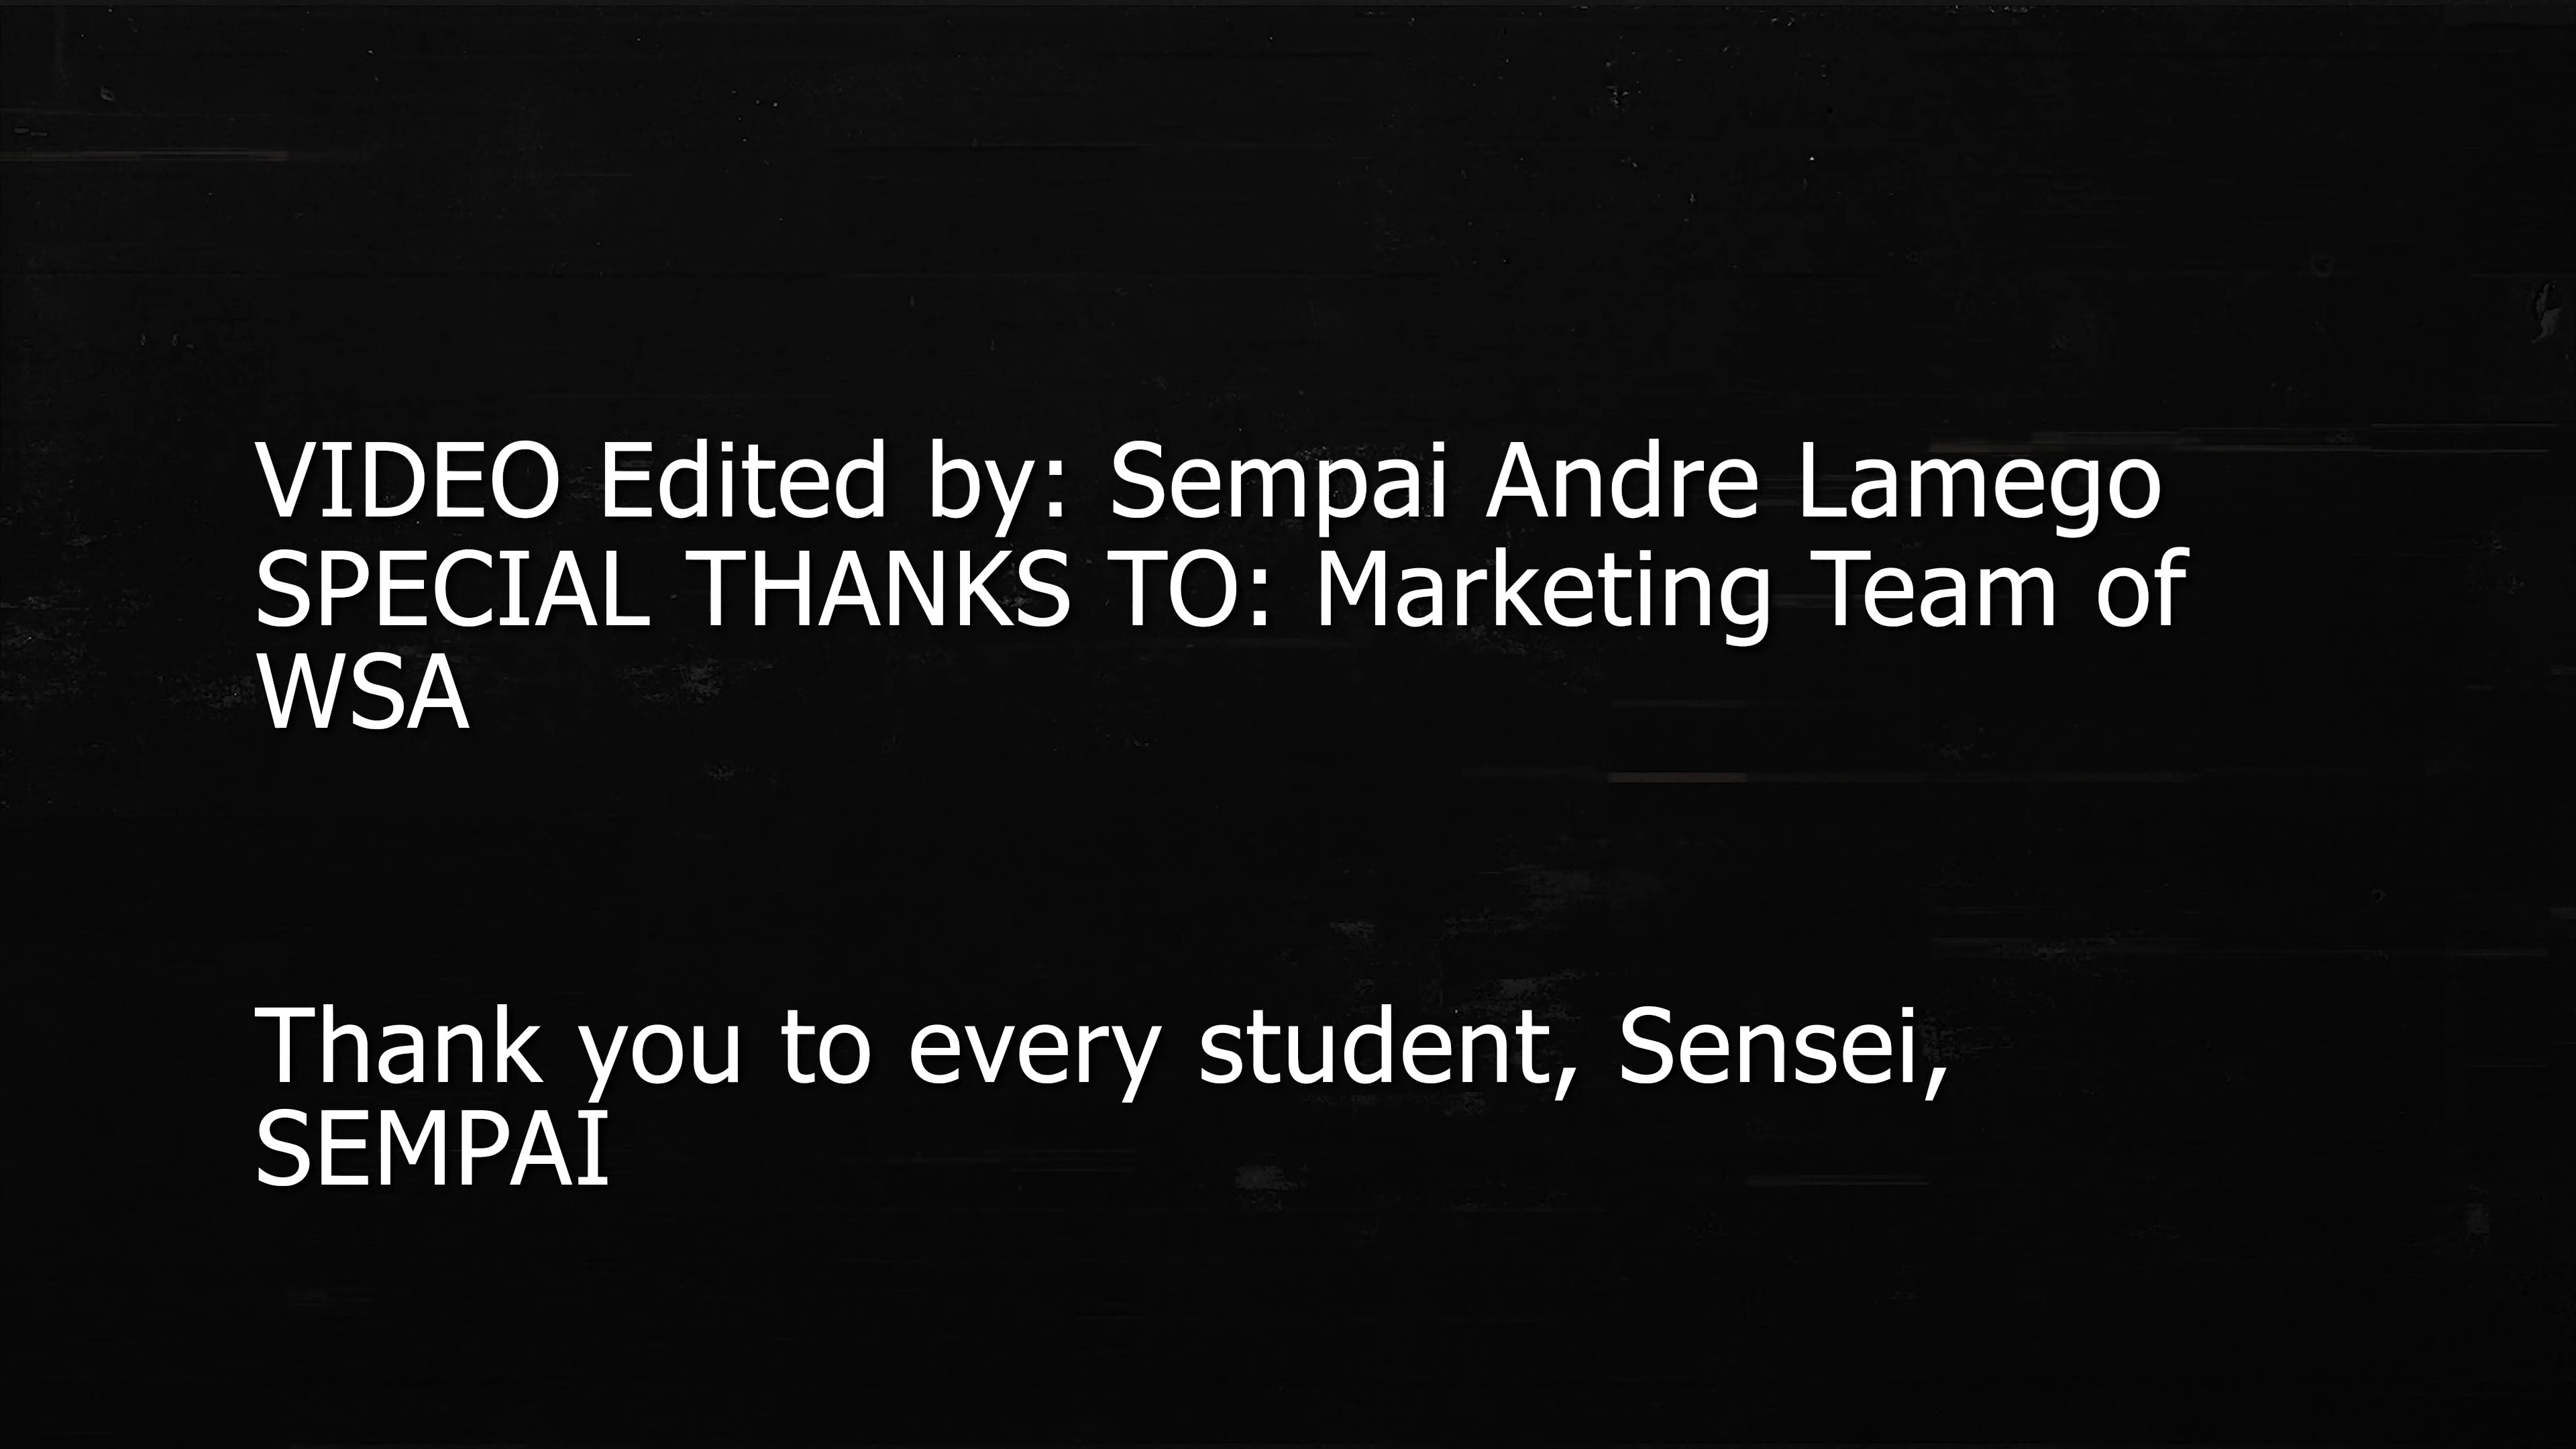 VIDEO Edited by: Sempai Andre Lamego
SPECIAL THANKS TO: Marketing Team of
WSA
Thank you to every student, Sensei,
SEMPAI